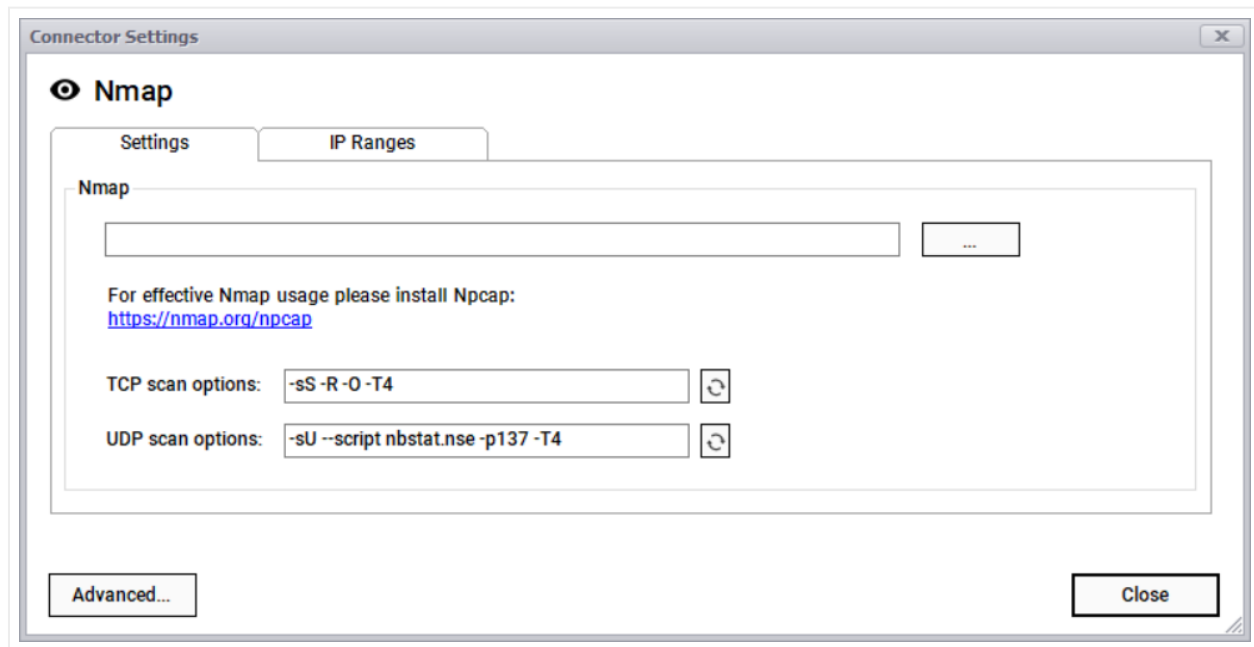 Connector Settings
Nmap
Settings
IP Ranges
Nmap
...
For effective Nmap usage please install Npcap:
https://nmap.org/npcap
TCP scan options:
-sS -R -O -T4
UDP scan options:
-sU --script nbstat.nse -p137 -T4
Advanced...
Close